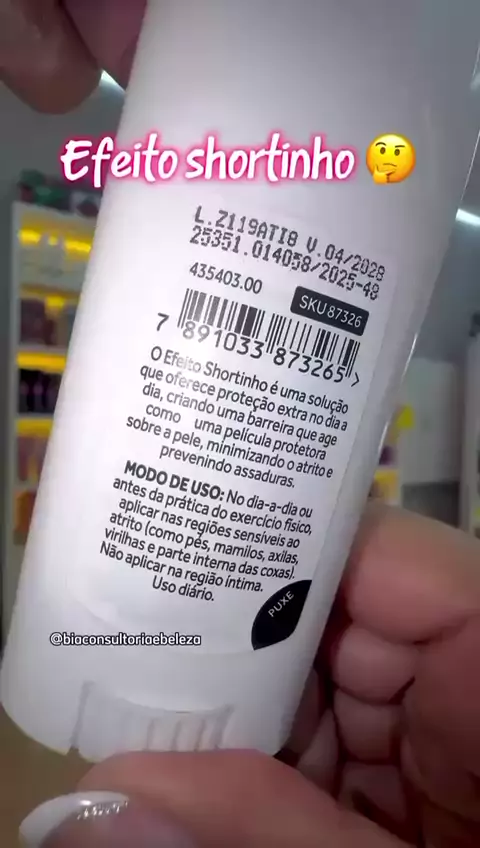 Efeito shortinho 🤔
L.Z119ATI8 V.04/2028
25351.014058/2025-48
435403.00
SKU 87326
7 891033 873265 >
O Efeito Shortinho é uma solução
que oferece proteção extra no dia a
dia, criando uma barreira que age
como uma película protetora
sobre a pele, minimizando o atrito e
prevenindo assaduras.
MODO DE USO: No dia-a-dia ou
antes da prática do exercício físico,
aplicar nas regiões sensíveis ao
atrito (como pés, mamilos, axilas,
virilhas e parte interna das coxas).
Não aplicar na região íntima.
Uso diário.
PUXE
@biaconsultoriaebeleza